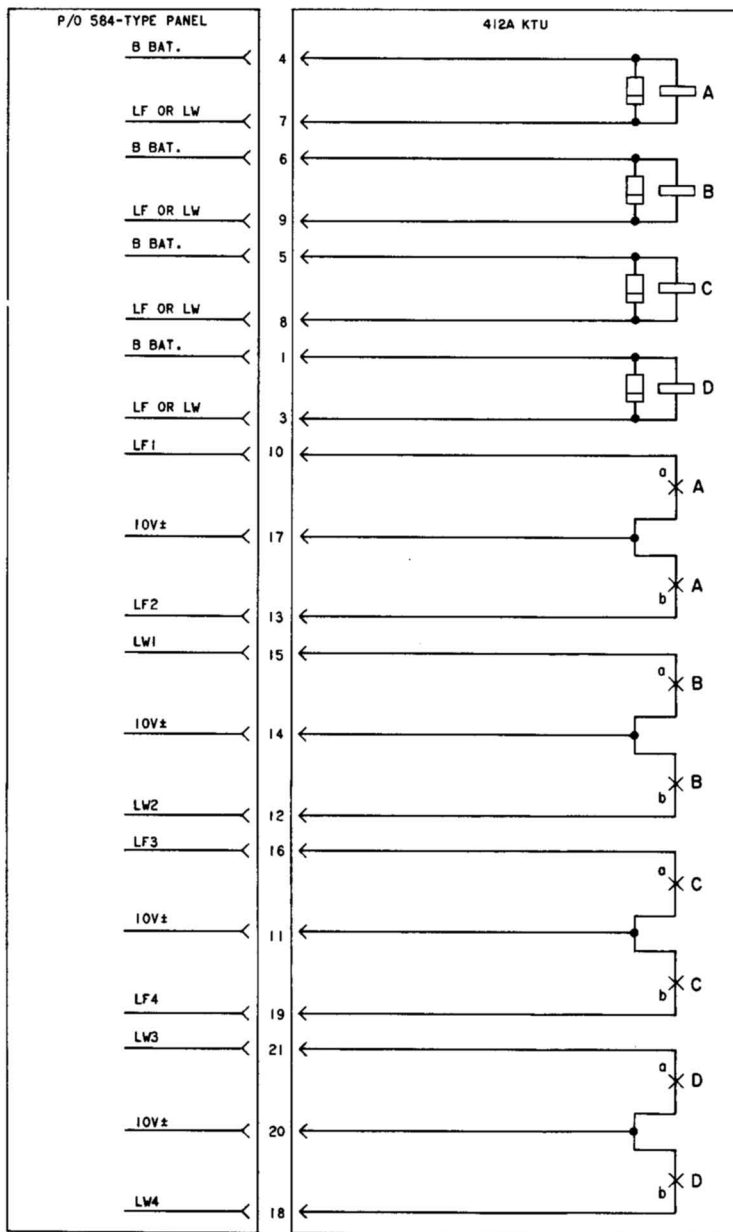 P/O 584-TYPE PANEL 412A KTU
B BAT. 4
A
LF OR LW 7
B BAT. 6
B
LF OR LW 9
B BAT. 5
C
LF OR LW 8
B BAT. 1
D
LF OR LW 3
LF1 10
a A
10V± 17
b A
LF2 13
LW1 15
a B
10V± 14
b B
LW2 12
LF3 16
a C
10V± 11
b C
LF4 19
LW3 21
a D
10V± 20
b D
LW4 18